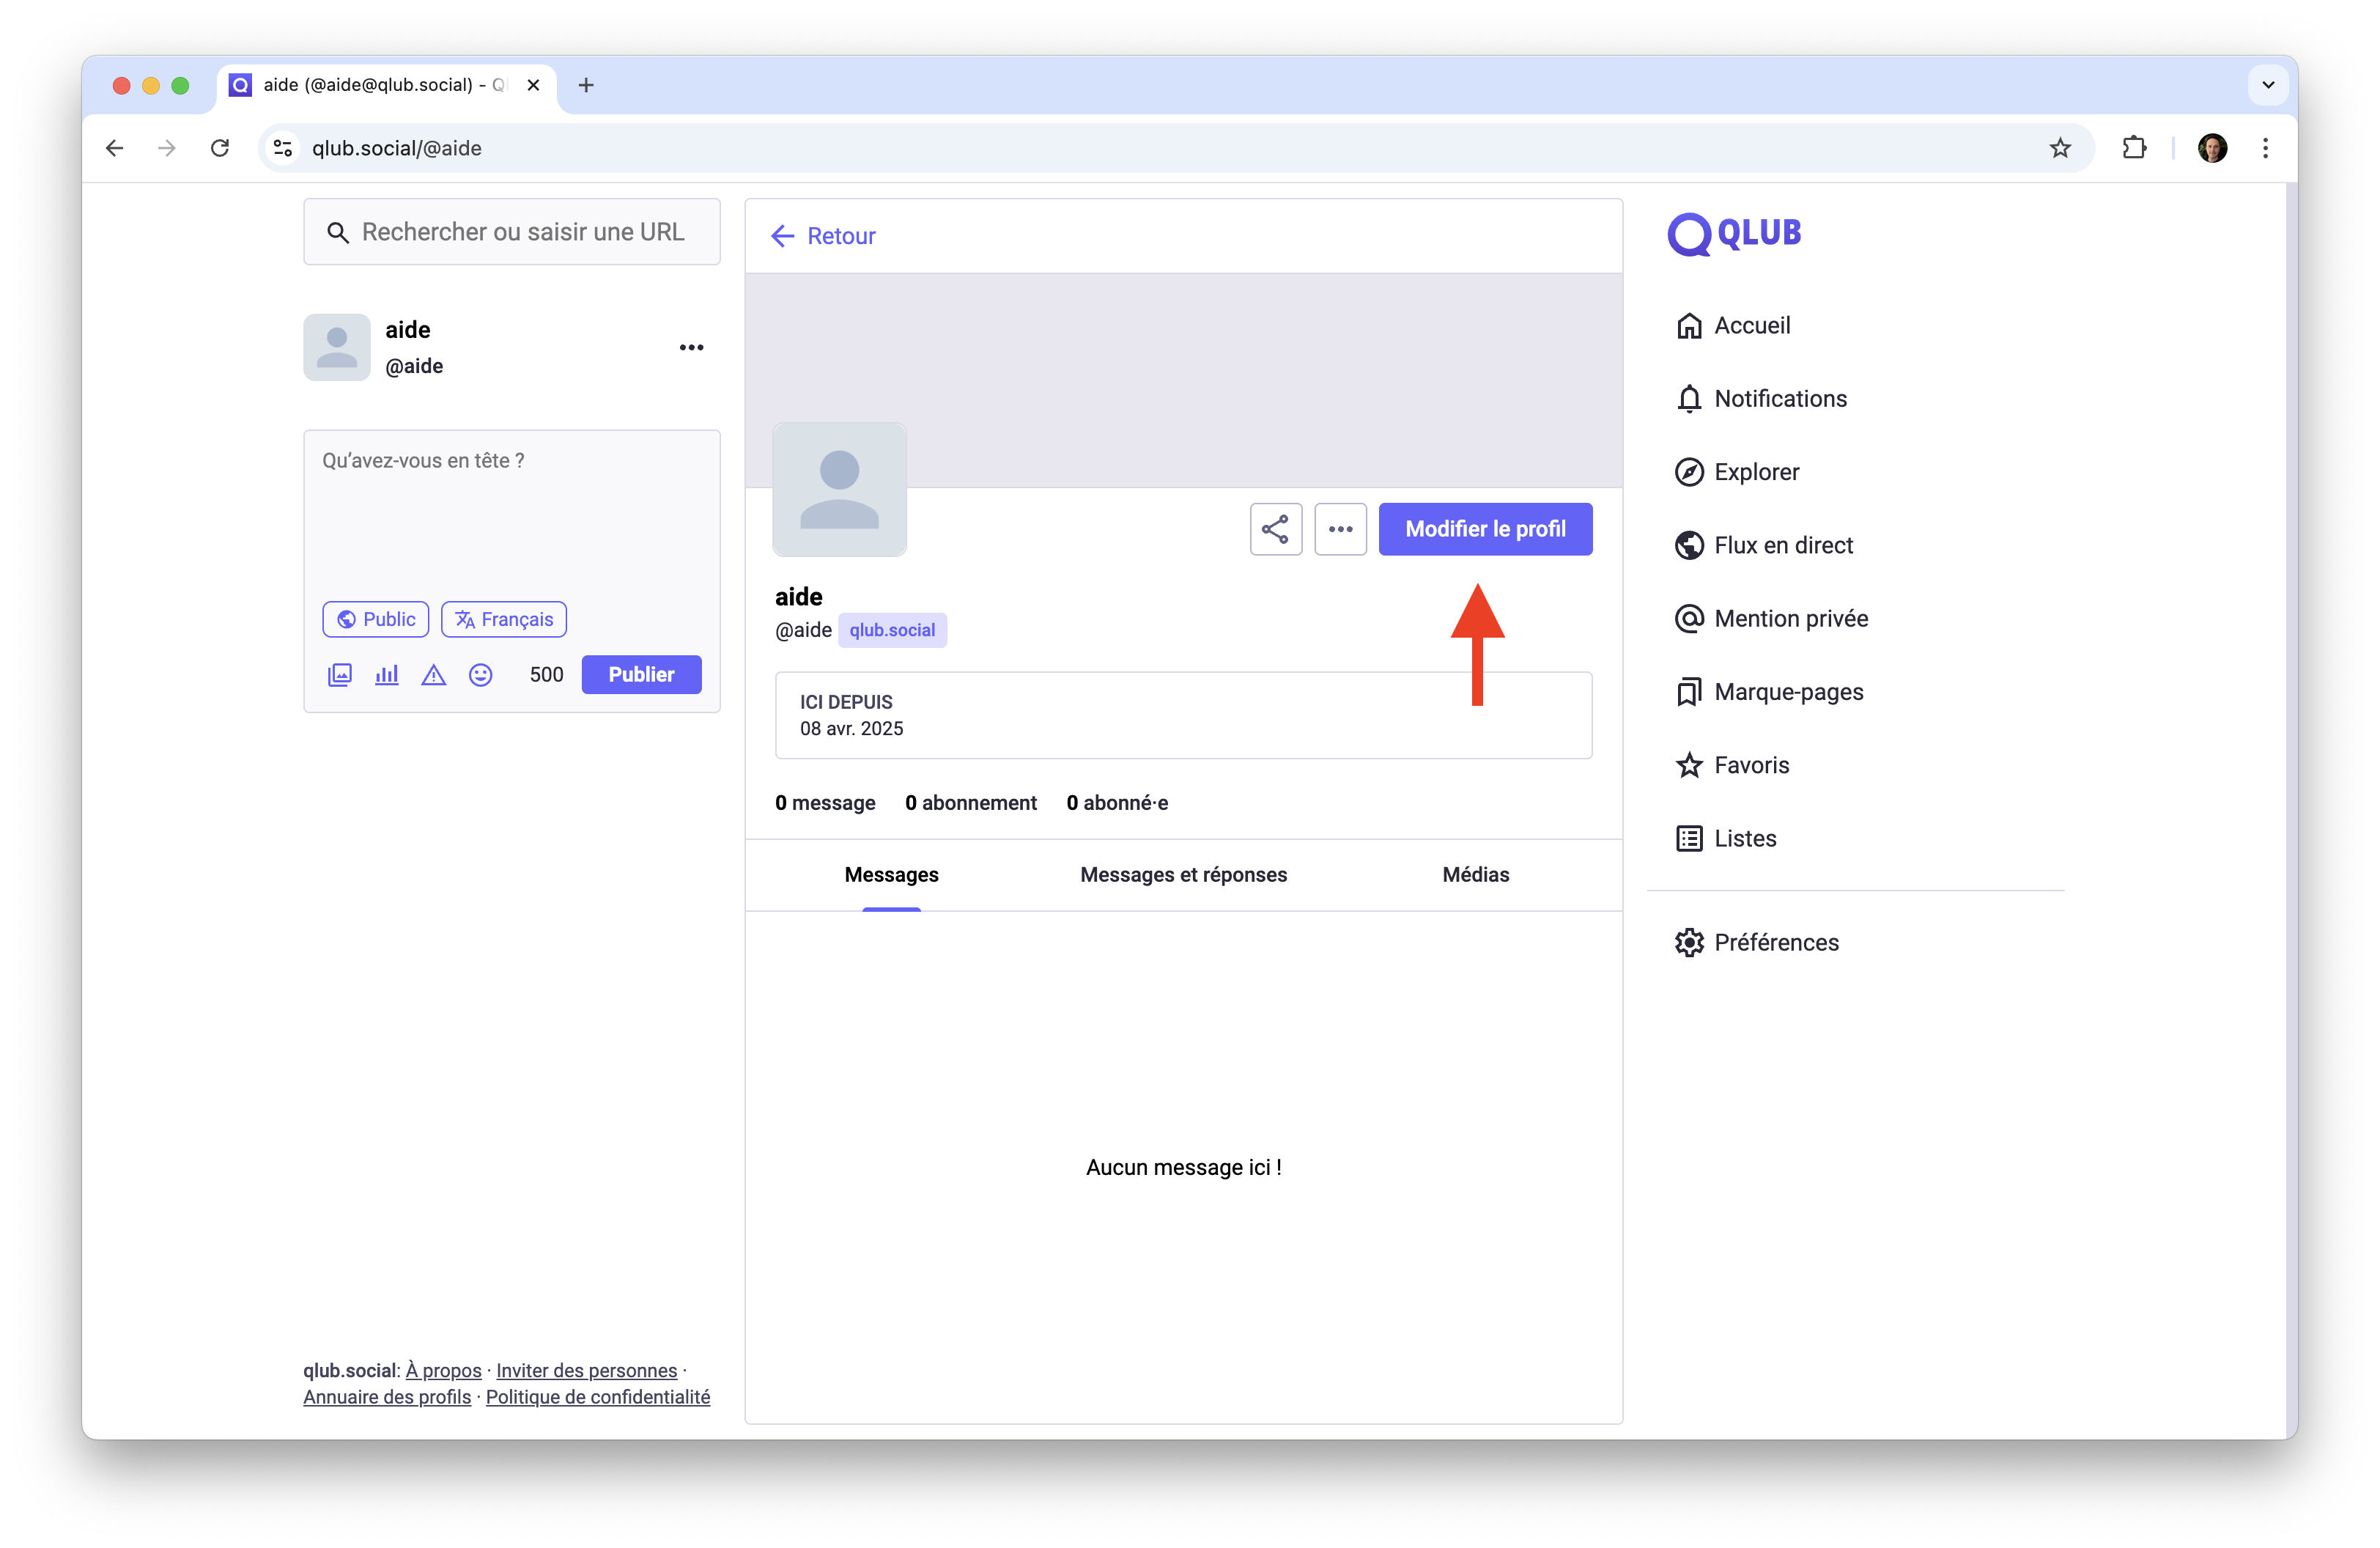 aide (@aide@qlub.social) - Q
qlub.social/@aide
Rechercher ou saisir une URL
aide
@aide
Qu’avez-vous en tête ?
Public
Français
500
Publier
qlub.social: À propos · Inviter des personnes ·
Annuaire des profils · Politique de confidentialité
Retour
Modifier le profil
aide
@aide qlub.social
ICI DEPUIS
08 avr. 2025
0 message 0 abonnement 0 abonné·e
Messages
Messages et réponses
Médias
Aucun message ici !
QLUB
Accueil
Notifications
Explorer
Flux en direct
Mention privée
Marque-pages
Favoris
Listes
Préférences